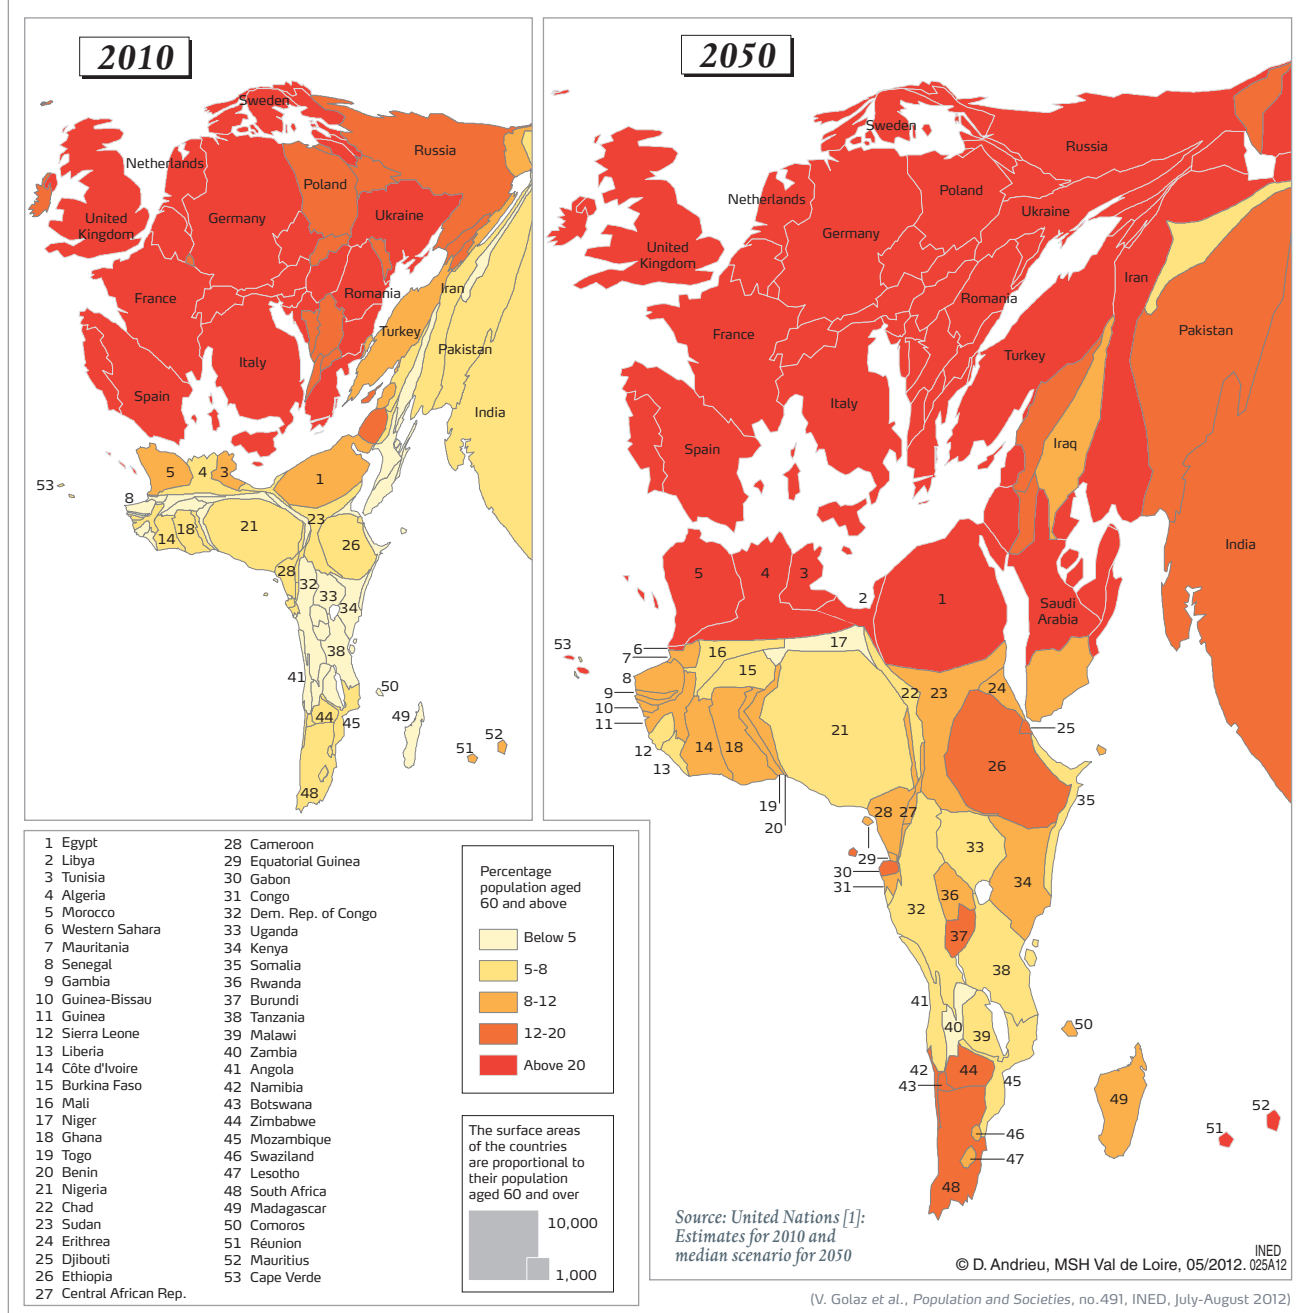 2010
Sweden
Netherlands
Russia
Poland
United
Kingdom
Germany
Ukraine
France
Romania
Iran
Turkey
Pakistan
Italy
Spain
India
5
4
3
1
53
8
14
18
21
23
26
28
32
33
34
38
41
44
45
50
49
51
52
48
2050
Sweden
Russia
Netherlands
Poland
Germany
Ukraine
United
Kingdom
Iran
Romania
France
Pakistan
Turkey
Italy
Iraq
Spain
India
5
4
3
2
1
Saudi
Arabia
53
6
7
8
9
10
11
12
13
16
17
15
14
18
19
20
21
22
23
24
25
26
35
28
27
29
30
31
33
34
36
32
37
38
41
40
39
50
42
43
44
45
49
46
47
48
51
52
1 Egypt
2 Libya
3 Tunisia
4 Algeria
5 Morocco
6 Western Sahara
7 Mauritania
8 Senegal
9 Gambia
10 Guinea-Bissau
11 Guinea
12 Sierra Leone
13 Liberia
14 Côte d'Ivoire
15 Burkina Faso
16 Mali
17 Niger
18 Ghana
19 Togo
20 Benin
21 Nigeria
22 Chad
23 Sudan
24 Erithrea
25 Djibouti
26 Ethiopia
27 Central African Rep.
28 Cameroon
29 Equatorial Guinea
30 Gabon
31 Congo
32 Dem. Rep. of Congo
33 Uganda
34 Kenya
35 Somalia
36 Rwanda
37 Burundi
38 Tanzania
39 Malawi
40 Zambia
41 Angola
42 Namibia
43 Botswana
44 Zimbabwe
45 Mozambique
46 Swaziland
47 Lesotho
48 South Africa
49 Madagascar
50 Comoros
51 Réunion
52 Mauritius
53 Cape Verde
Percentage
population aged
60 and above
Below 5
5-8
8-12
12-20
Above 20
The surface areas
of the countries
are proportional to
their population
aged 60 and over
10,000
1,000
Source: United Nations [1]:
Estimates for 2010 and
median scenario for 2050
INED
025A12
© D. Andrieu, MSH Val de Loire, 05/2012.
(V. Golaz et al., Population and Societies, no.491, INED, July-August 2012)